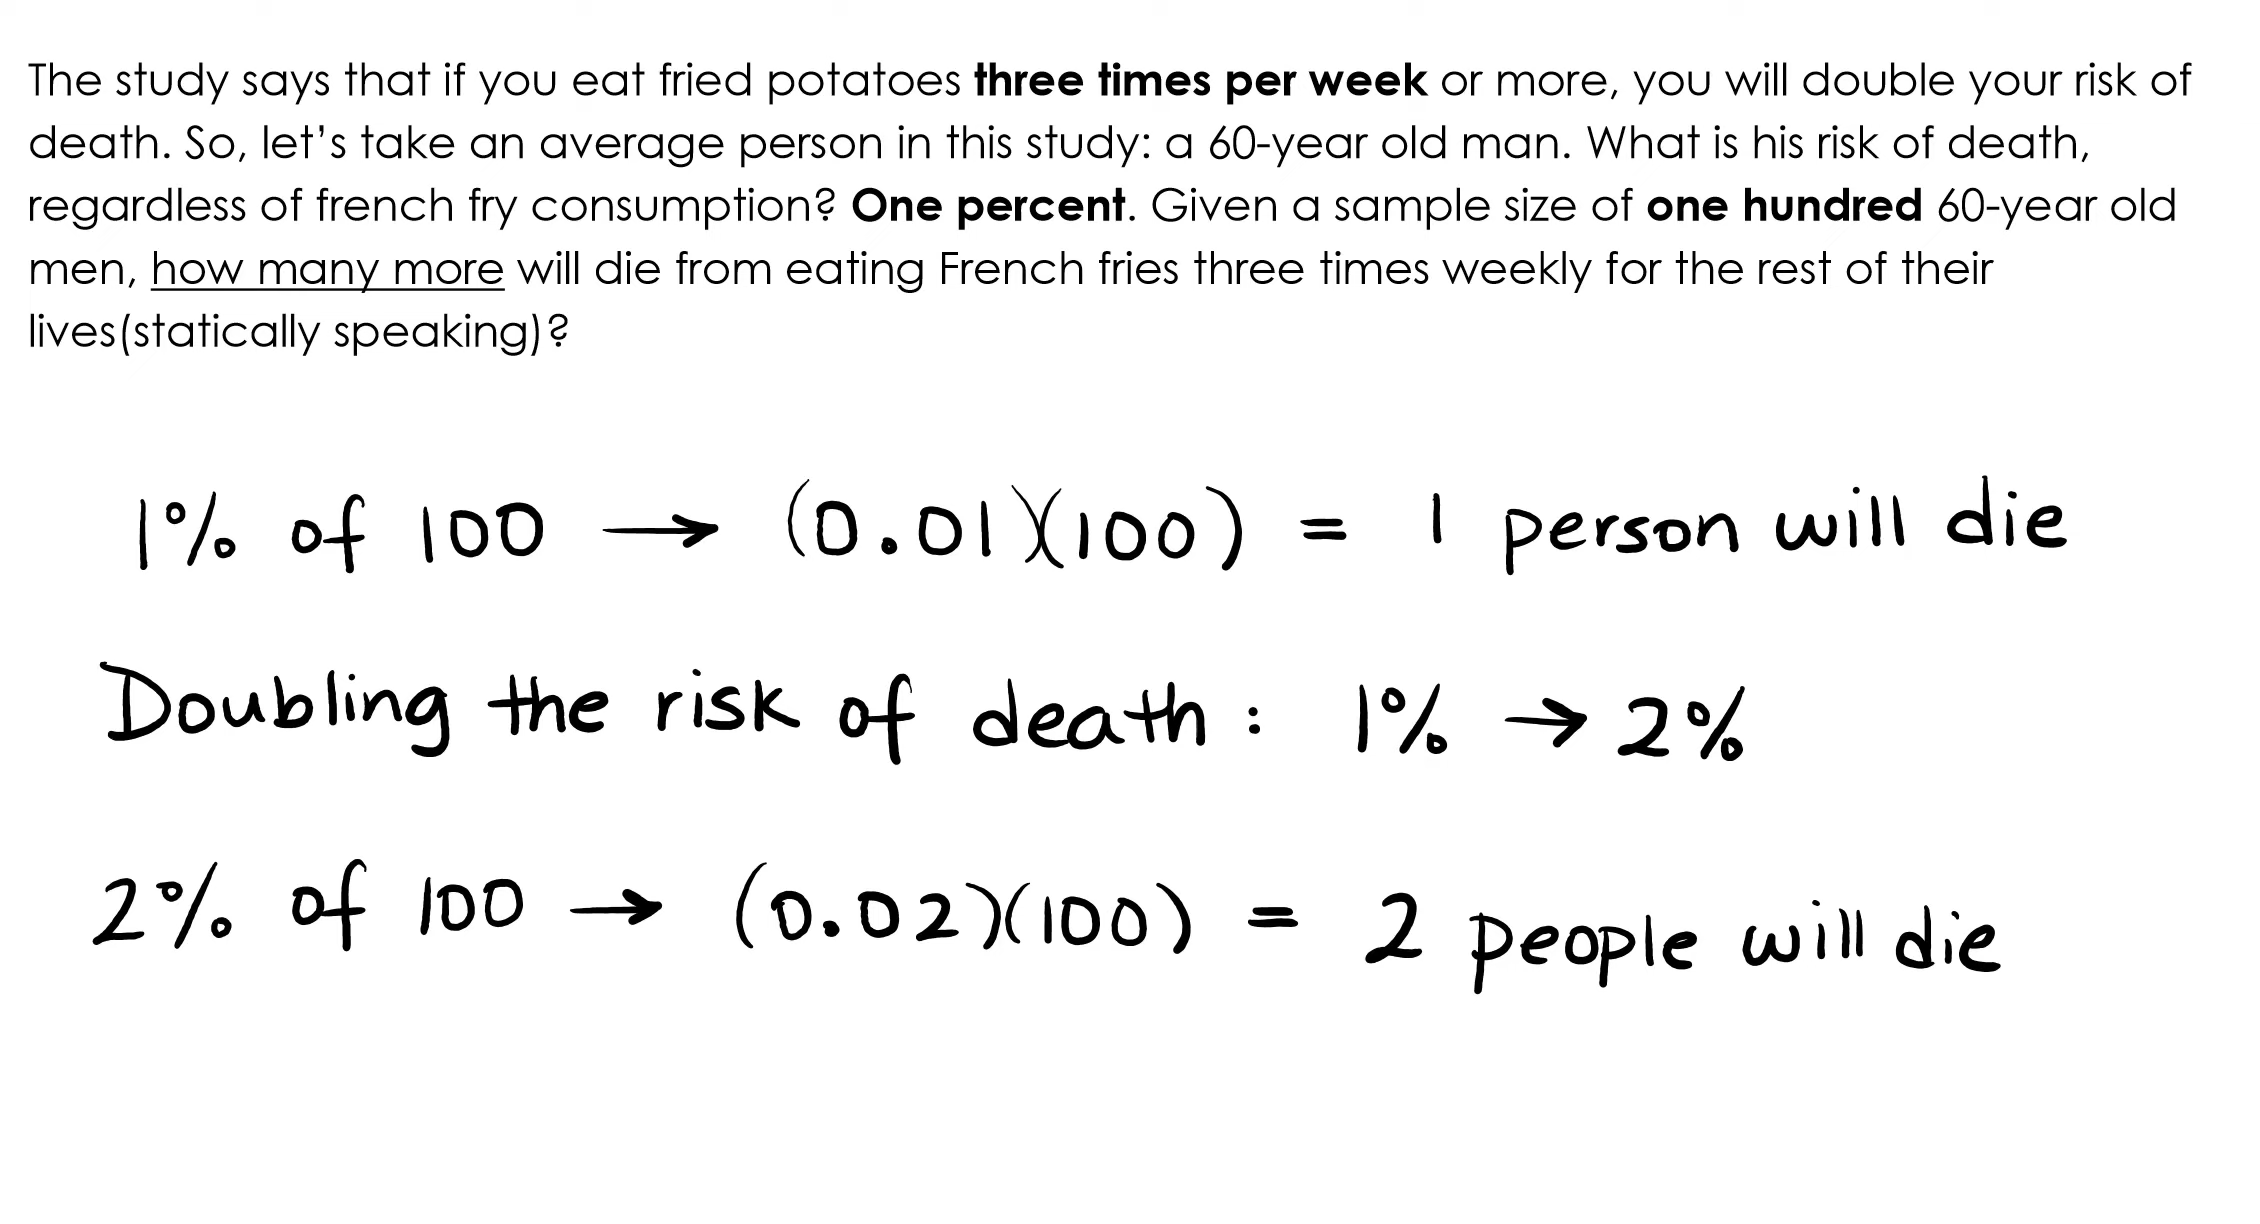 The study says that if you eat fried potatoes three times per week or more, you will double your risk of
death. So, let’s take an average person in this study: a 60-year old man. What is his risk of death,
regardless of french fry consumption? One percent. Given a sample size of one hundred 60-year old
men, how many more will die from eating French fries three times weekly for the rest of their
lives(statically speaking)?
1% of 100 → (0.01)(100) = 1 person will die
Doubling the risk of death: 1% → 2%
2% of 100 → (0.02)(100) = 2 people will die